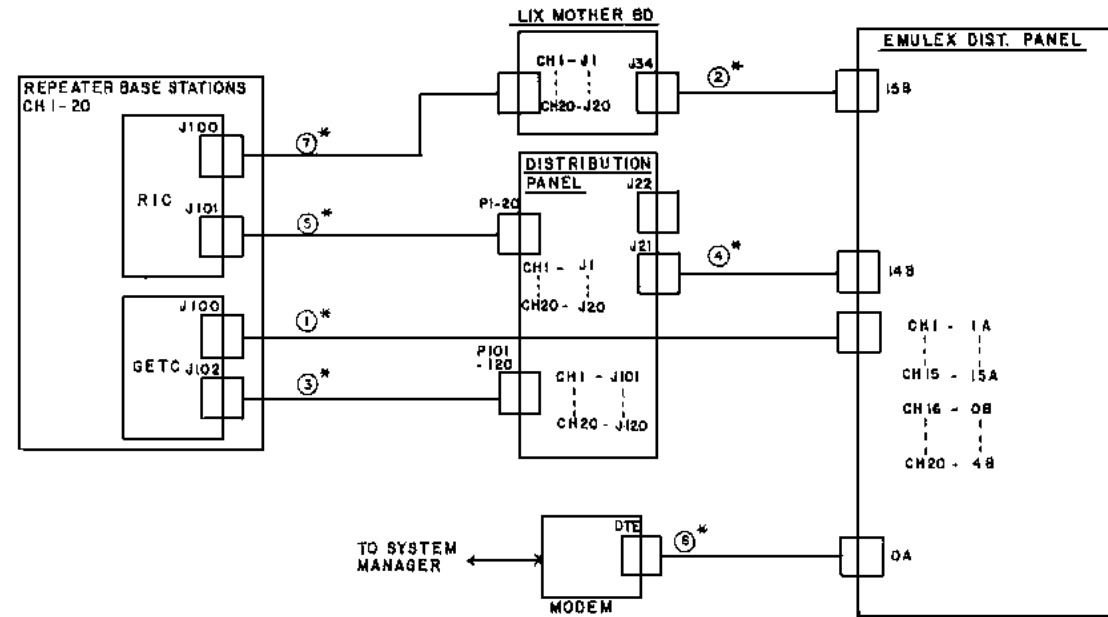 LIX MOTHER BD
CH1-J1
CH20-J20
J34
2*
EMULEX DIST. PANEL
15B
REPEATER BASE STATIONS
CH 1-20
J100
RIC
J101
7*
5*
DISTRIBUTION
PANEL
J22
P1-20
J21
CH1 - J1
CH20 - J20
4*
14B
J100
GETC
J102
1*
3*
P101
-120
CH1 - J101
CH20 - J120
CH1 - 1A
CH15 - 15A
CH16 - 0B
CH20 - 4B
TO SYSTEM
MANAGER
DTE
MODEM
6*
0A